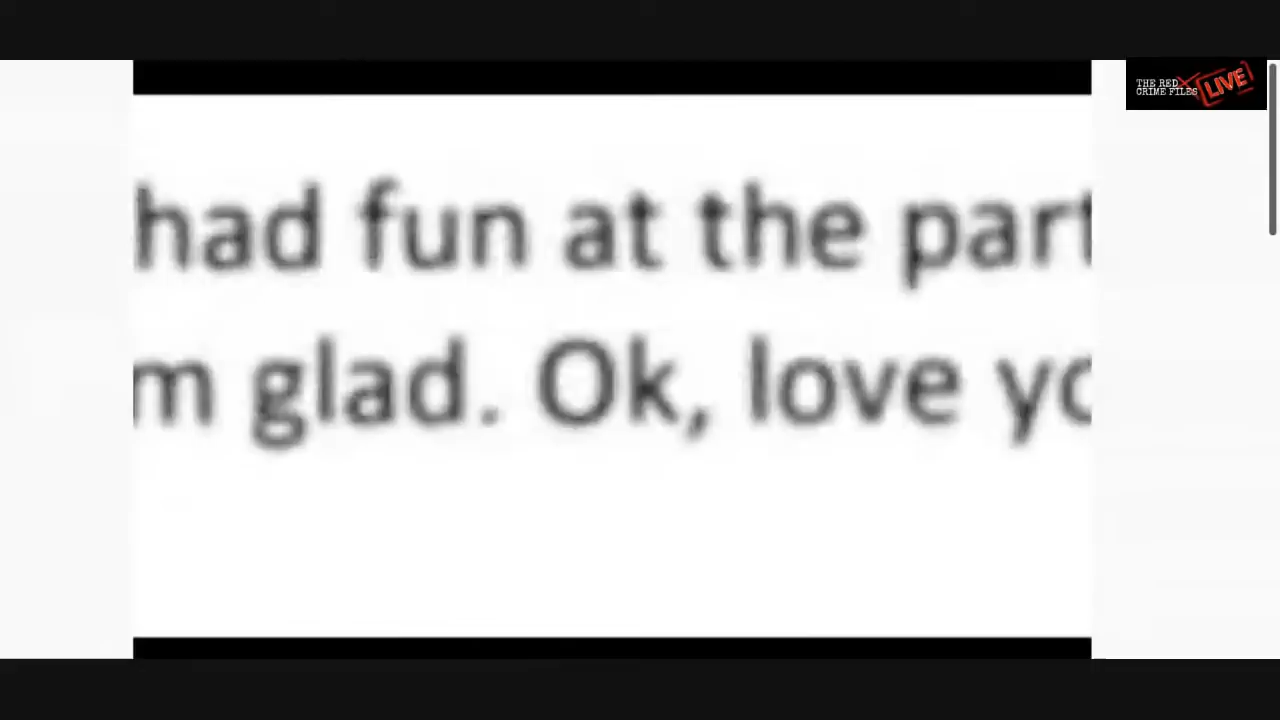 had fun at the part
m glad. Ok, love yo
THE RED
CRIME FILES
LIVE